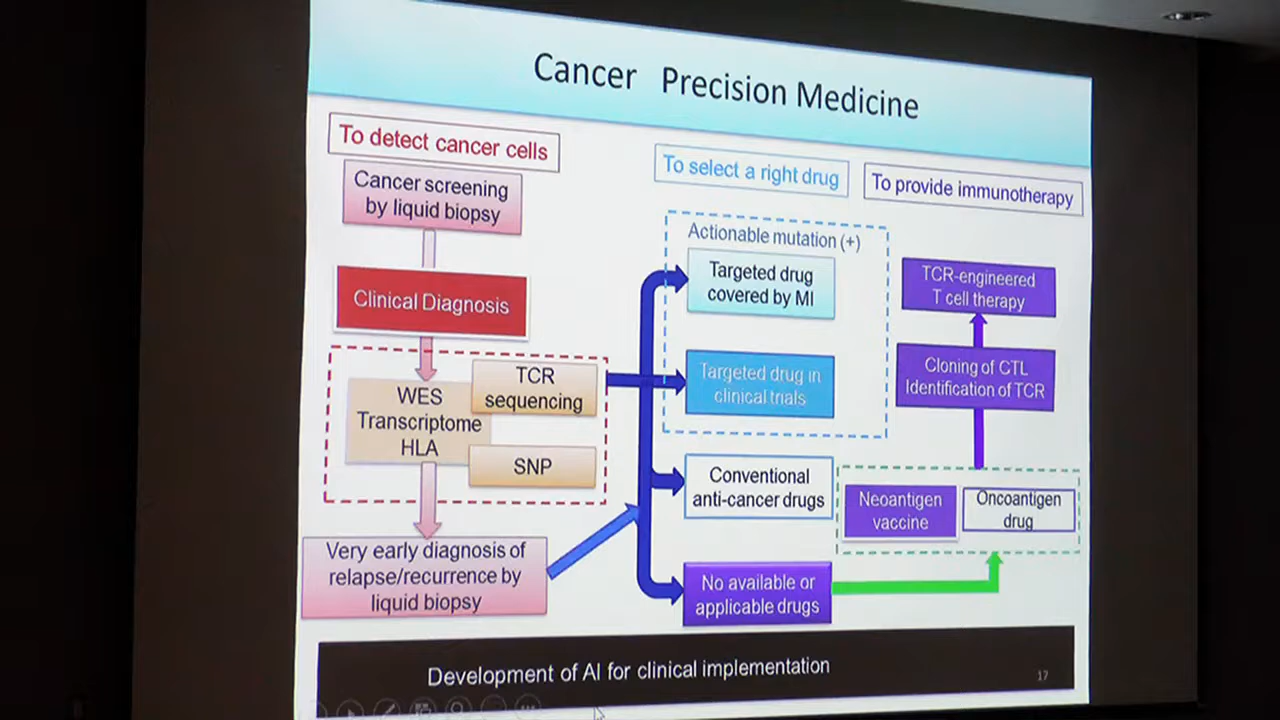 Cancer Precision Medicine
To detect cancer cells
Cancer screening
by liquid biopsy
Clinical Diagnosis
WES
Transcriptome
HLA
TCR
sequencing
SNP
Very early diagnosis of
relapse/recurrence by
liquid biopsy
To select a right drug
Actionable mutation (+)
Targeted drug
covered by MI
Targeted drug in
clinical trials
Conventional
anti-cancer drugs
No available or
applicable drugs
To provide immunotherapy
TCR-engineered
T cell therapy
Cloning of CTL
Identification of TCR
Neoantigen
vaccine
Oncoantigen
drug
Development of AI for clinical implementation
17